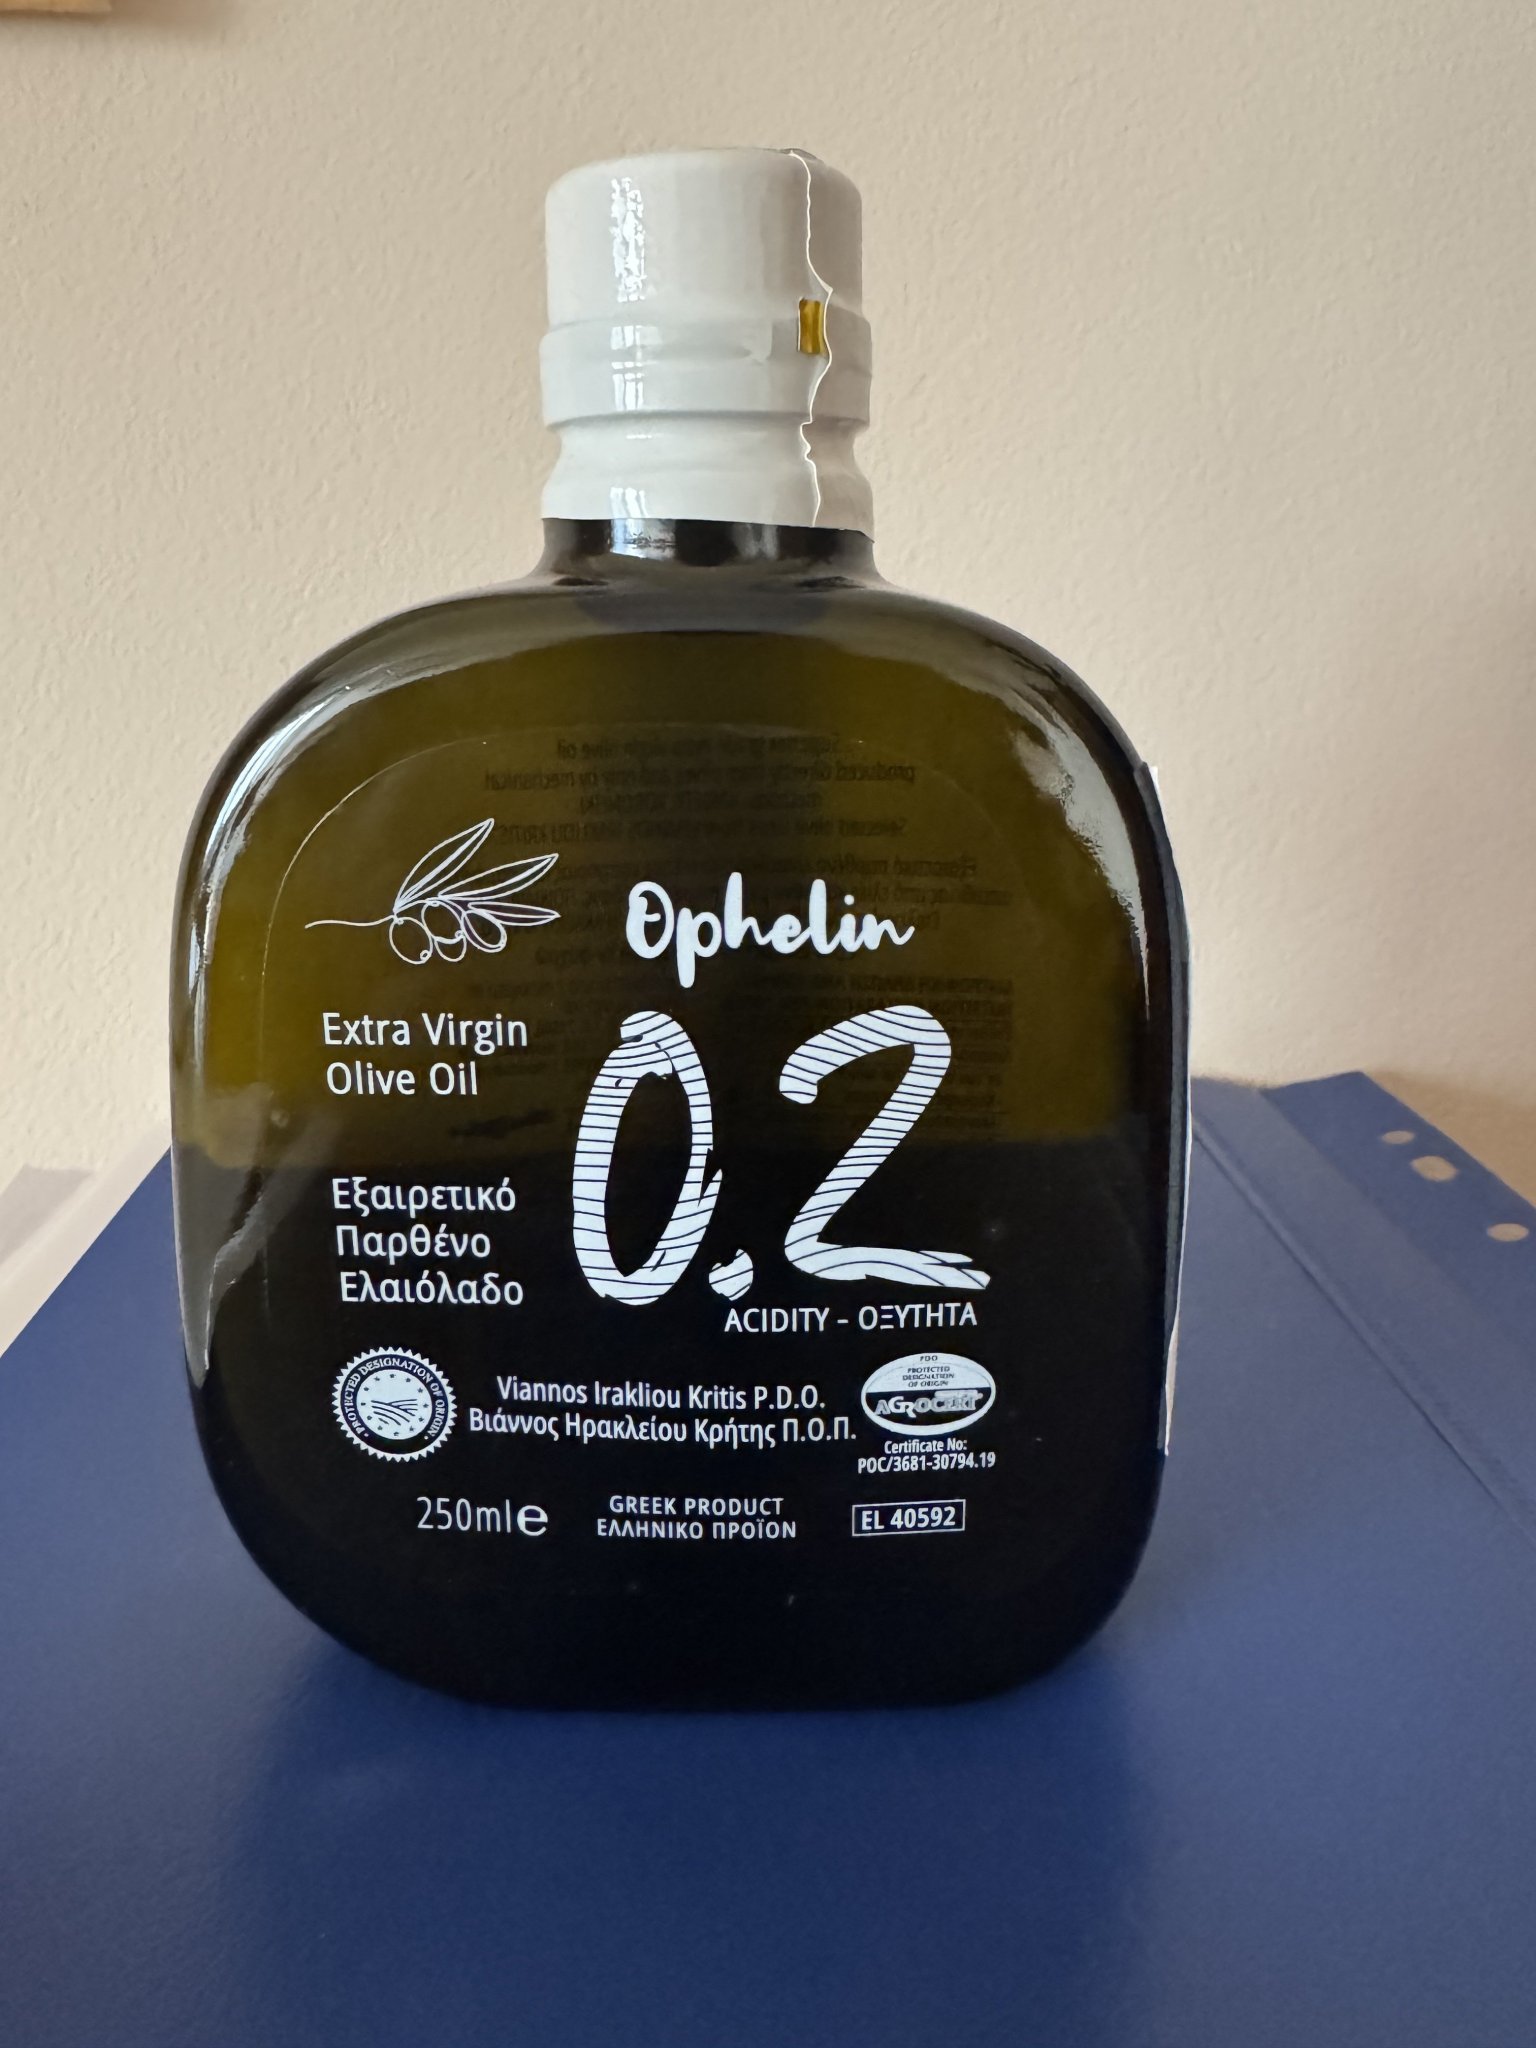 Ophelin
Extra Virgin
Olive Oil
0.2
Εξαιρετικό
Παρθένο
Ελαιόλαδο
ACIDITY - ΟΞΥΤΗΤΑ
PROTECTED DESIGNATION OF ORIGIN
Viannos Irakliou Kritis P.D.O.
Βιάννος Ηρακλείου Κρήτης Π.Ο.Π.
PDO
PROTECTED
DESIGNATION
OF ORIGIN
AGROCERT
Certificate No:
POC/3681-30794.19
250ml℮
GREEK PRODUCT
ΕΛΛΗΝΙΚΟ ΠΡΟΪΟΝ
EL 40592